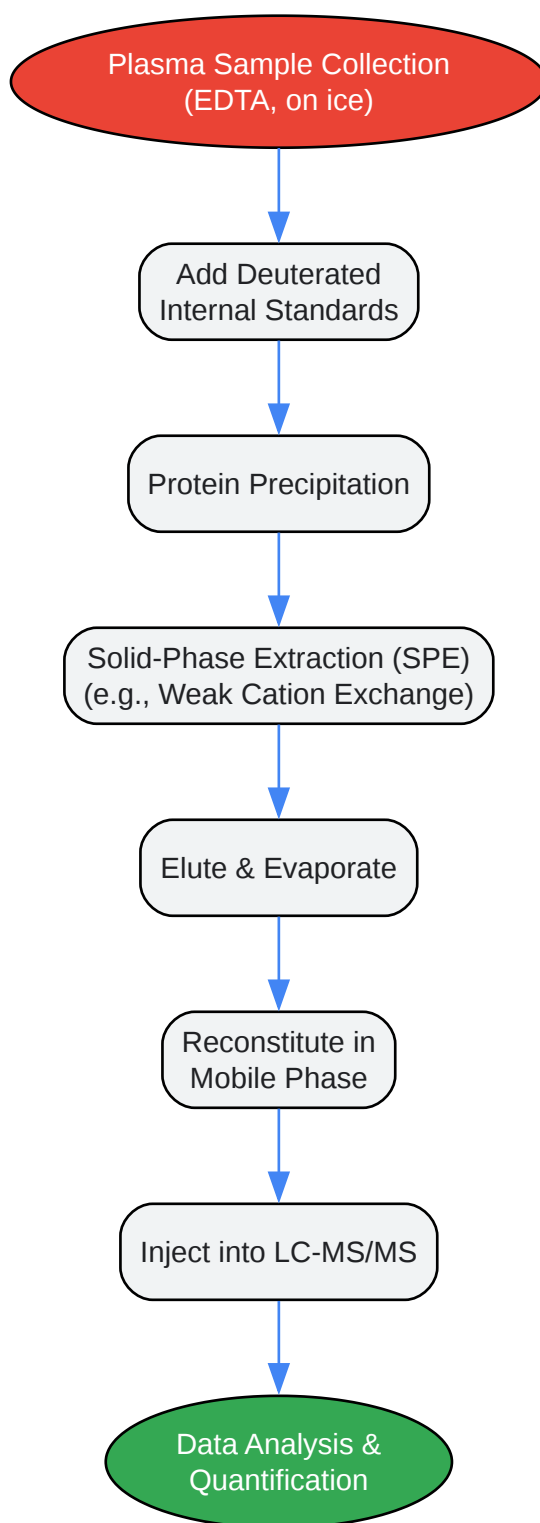 Plasma Sample Collection
(EDTA, on ice)
Add Deuterated
Internal Standards
Protein Precipitation
Solid-Phase Extraction (SPE)
(e.g., Weak Cation Exchange)
Elute & Evaporate
Reconstitute in
Mobile Phase
Inject into LC-MS/MS
Data Analysis &
Quantification